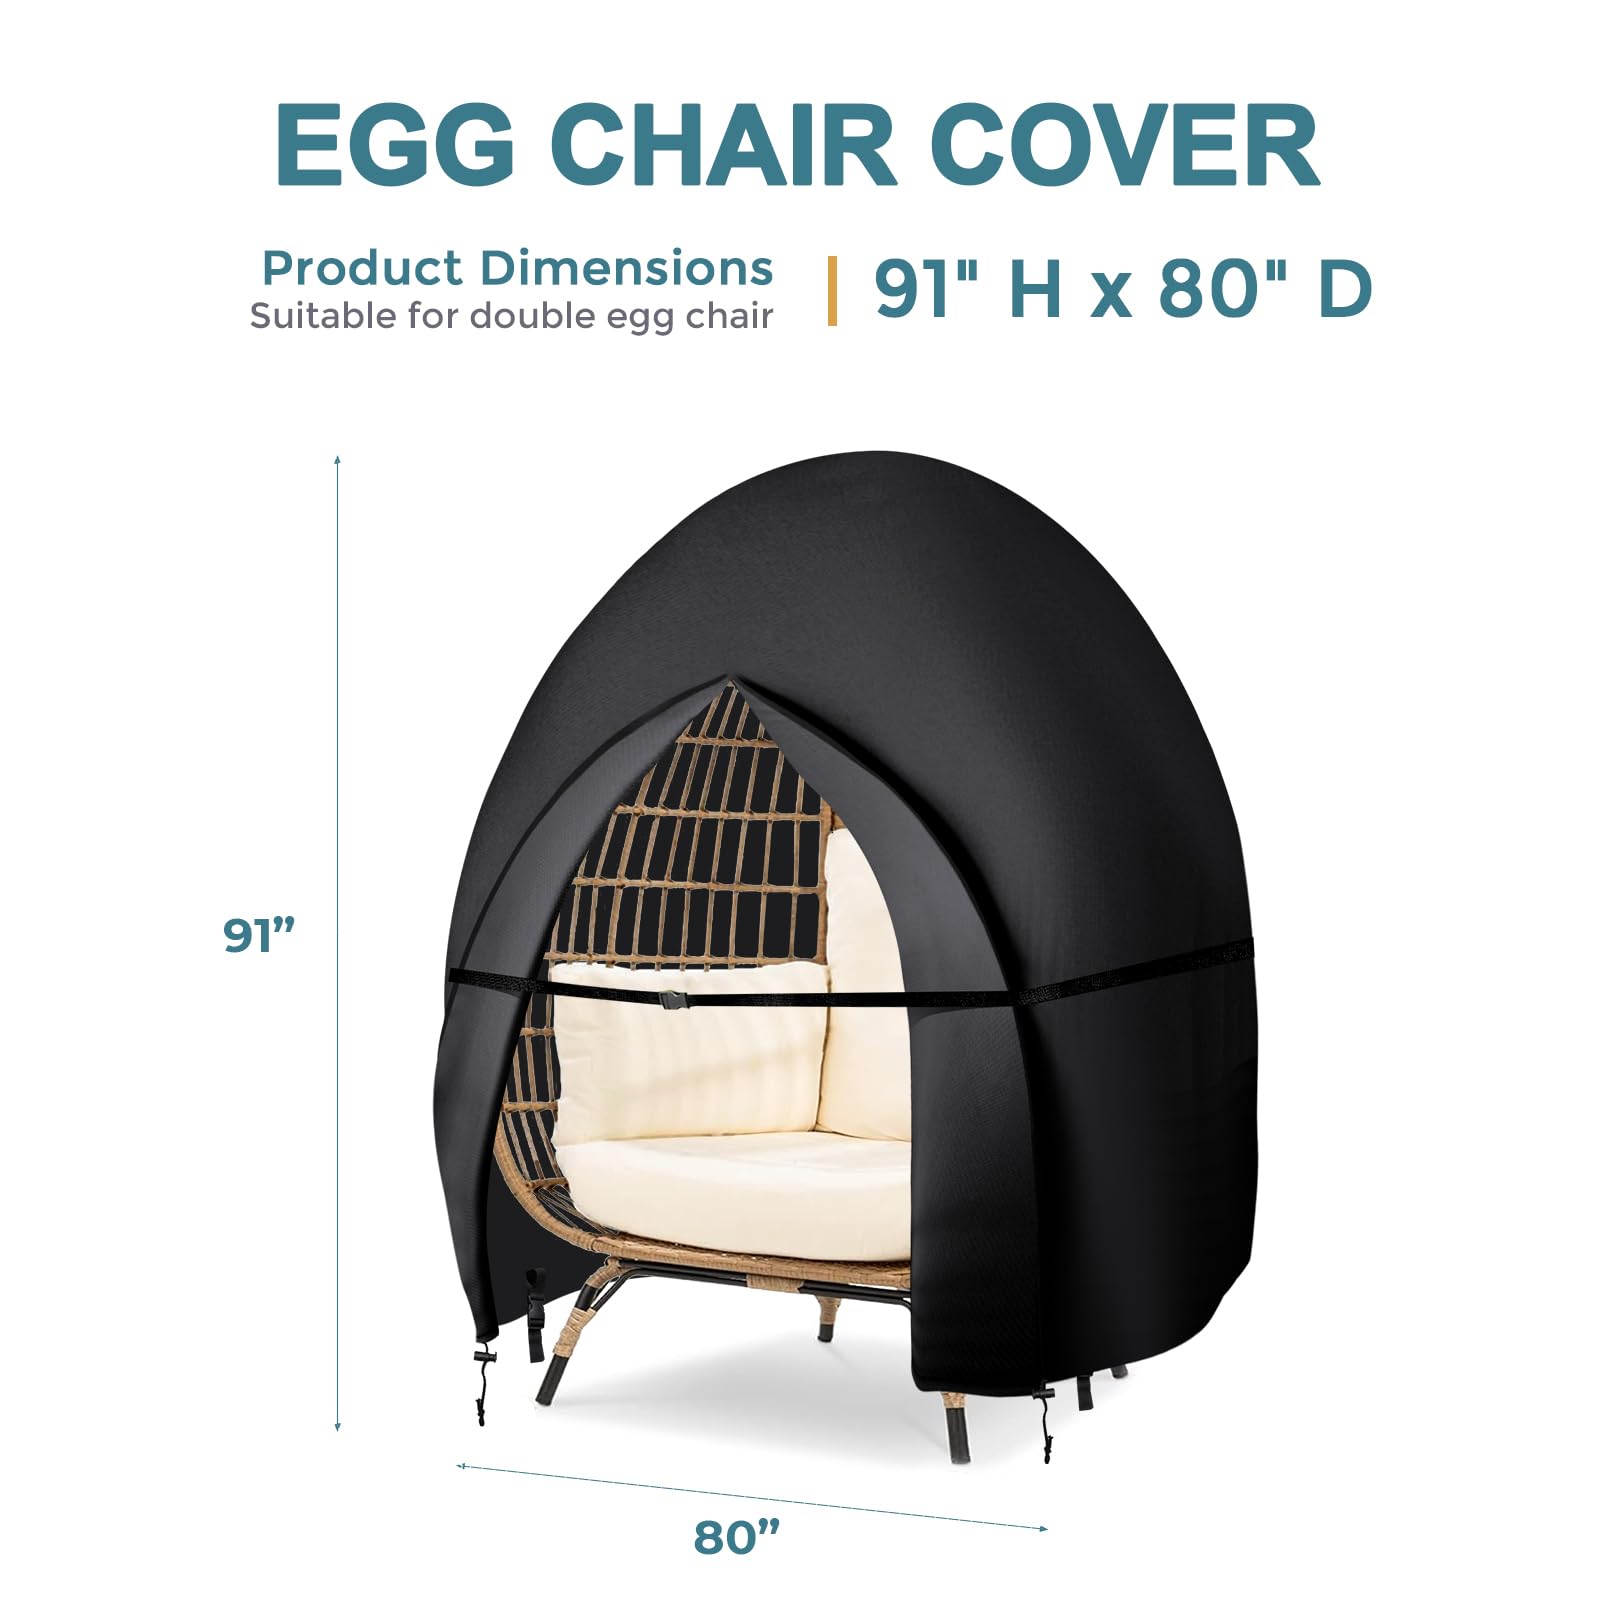 EGG CHAIR COVER
Product Dimensions
Suitable for double egg chair
91" H x 80" D
91”
80”